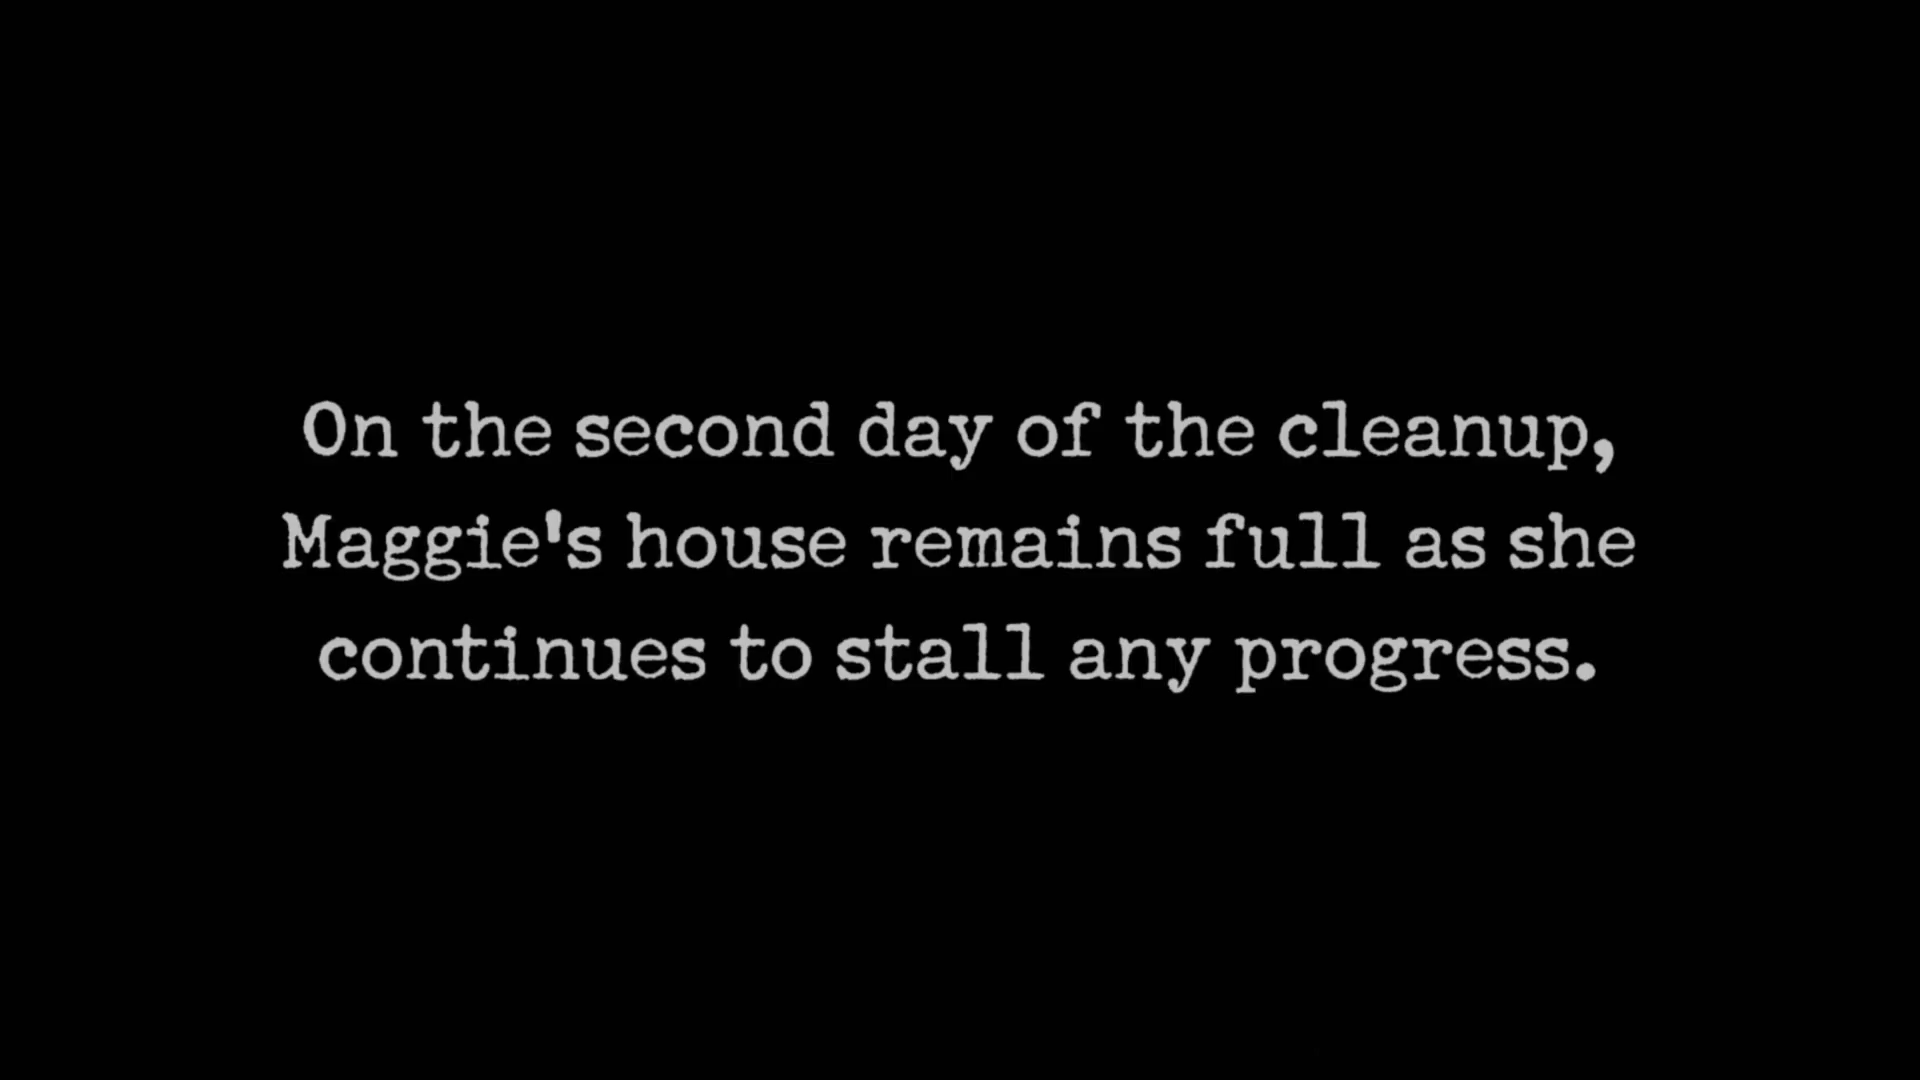 On the second day of the cleanup,
Maggie's house remains full as she
continues to stall any progress.